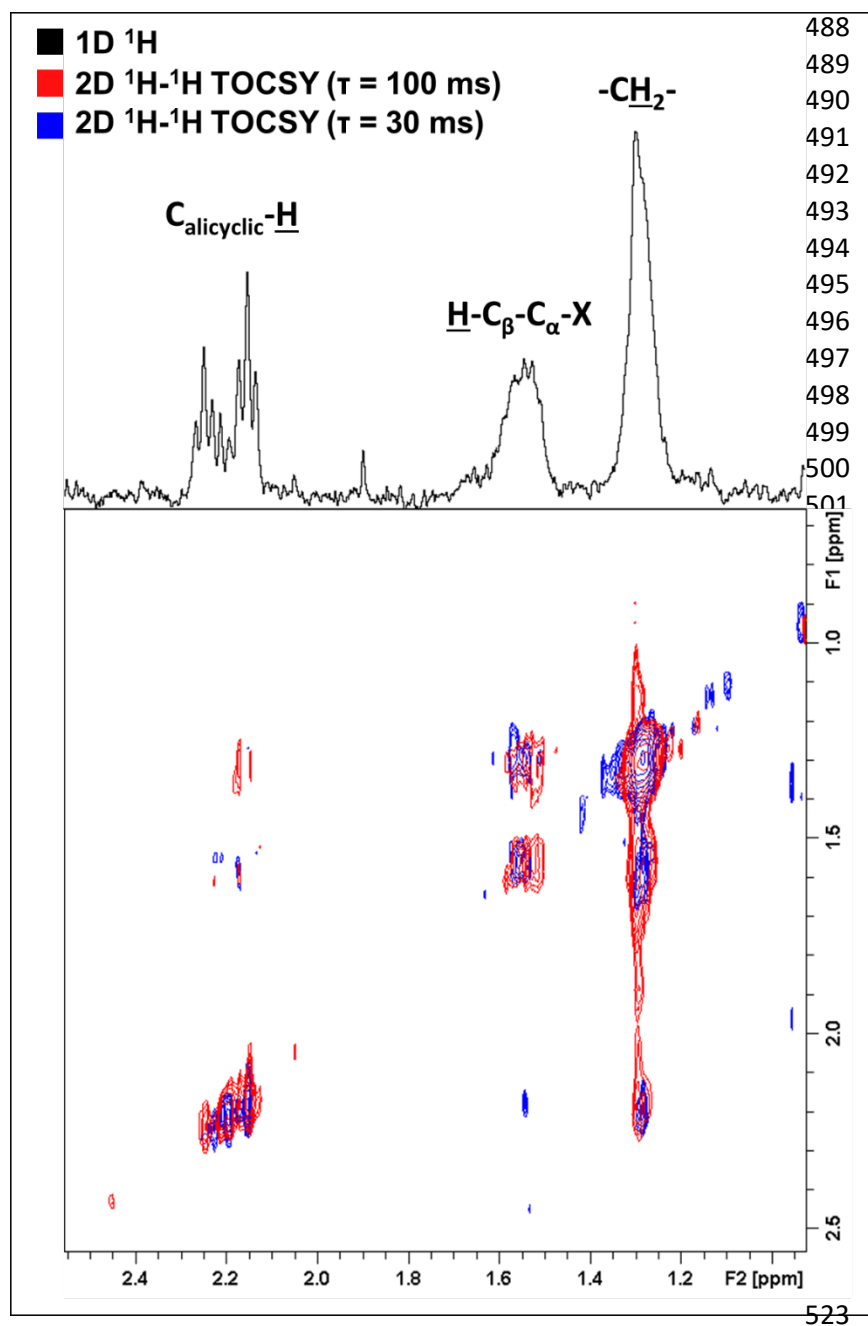 488
1D ¹H
489
2D ¹H-¹H TOCSY (τ = 100 ms)
490
-CH₂-
2D ¹H-¹H TOCSY (τ = 30 ms)
491
492
493
C_alicyclic-H
494
495
H-Cβ-Cα-X
496
497
498
499
500
501
F1 [ppm]
1.0
1.5
2.0
2.5
2.4 2.2 2.0 1.8 1.6 1.4 1.2 F2 [ppm]
523